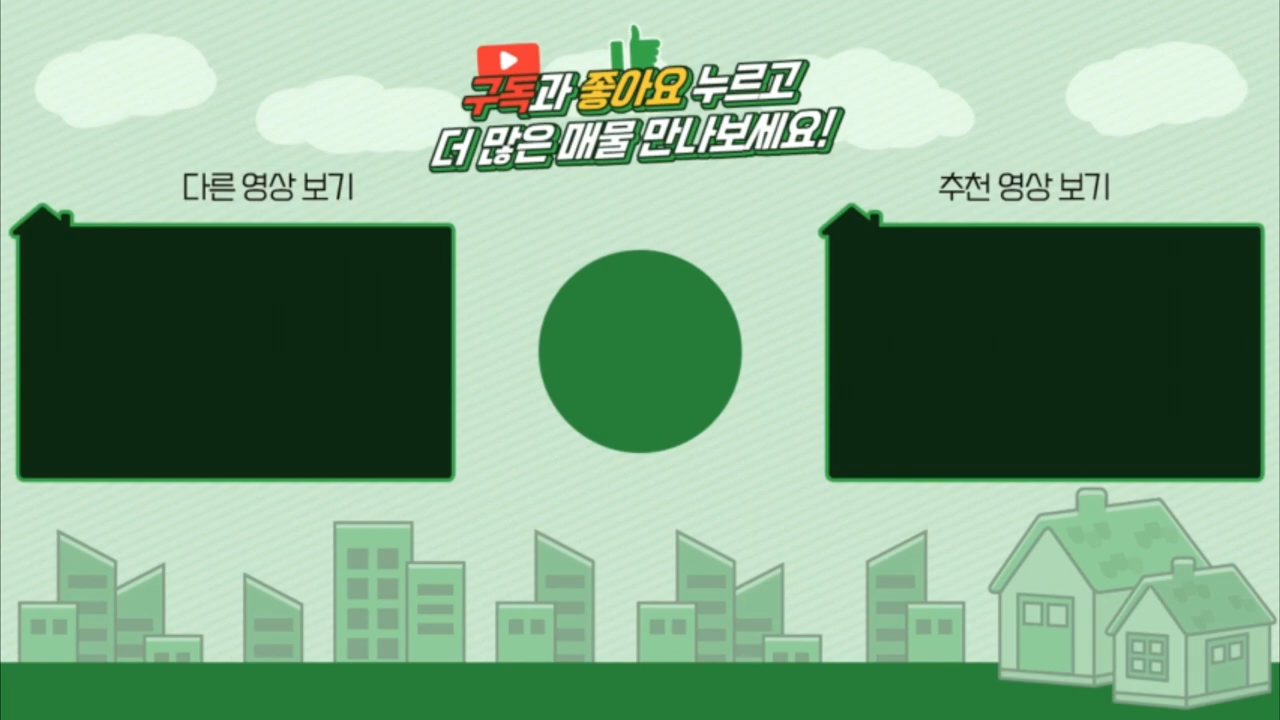 구독과 좋아요 누르고
더 많은 매물 만나보세요!
다른 영상 보기
추천 영상 보기